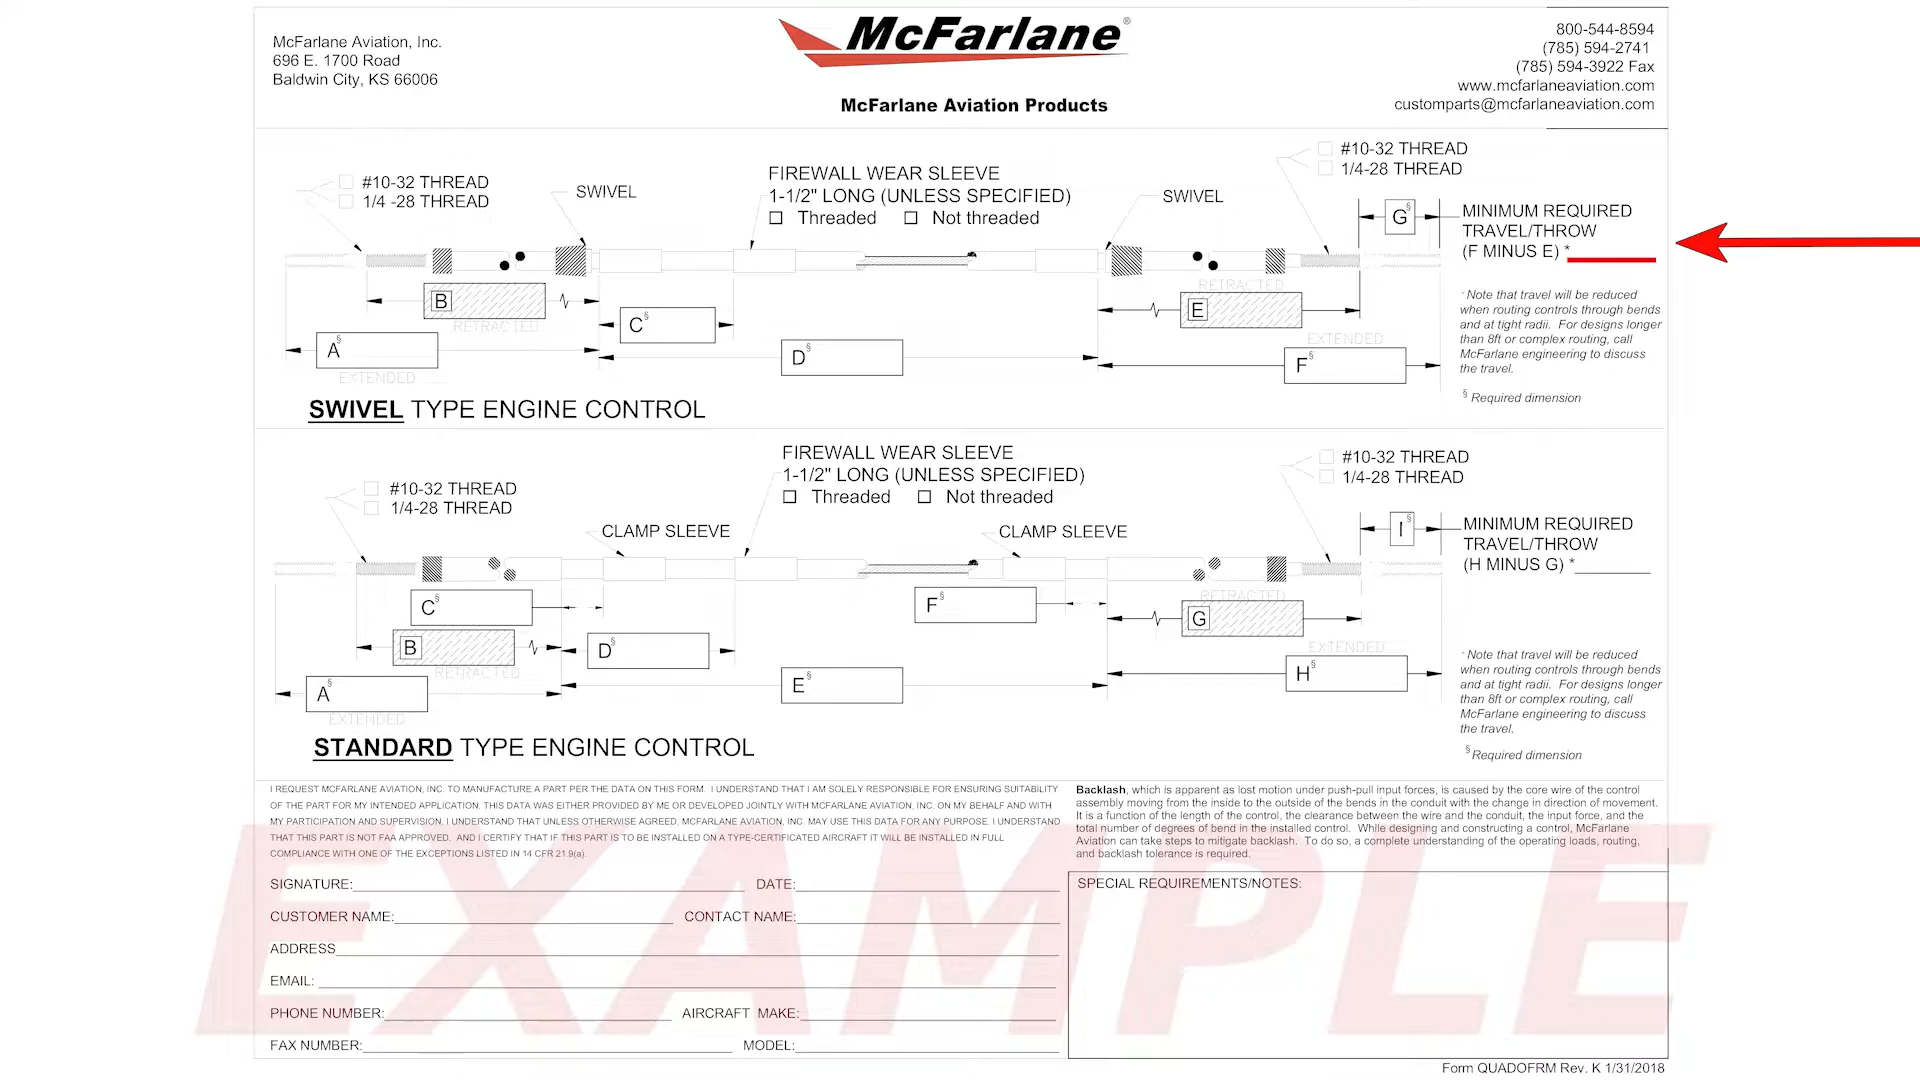 McFarlane Aviation, Inc.
696 E. 1700 Road
Baldwin City, KS 66006
McFarlane®
McFarlane Aviation Products
800-544-8594
(785) 594-2741
(785) 594-3922 Fax
www.mcfarlaneaviation.com
customparts@mcfarlaneaviation.com
#10-32 THREAD
1/4 -28 THREAD
SWIVEL
FIREWALL WEAR SLEEVE
1-1/2" LONG (UNLESS SPECIFIED)
Threaded Not threaded
SWIVEL
#10-32 THREAD
1/4-28 THREAD
G§
MINIMUM REQUIRED
TRAVEL/THROW
(F MINUS E) *
B
RETRACTED
C§
A§
EXTENDED
D§
RETRACTED
E
EXTENDED
F§
*Note that travel will be reduced
when routing controls through bends
and at tight radii. For designs longer
than 8ft or complex routing, call
McFarlane engineering to discuss
the travel.
§ Required dimension
SWIVEL TYPE ENGINE CONTROL
#10-32 THREAD
1/4-28 THREAD
CLAMP SLEEVE
FIREWALL WEAR SLEEVE
1-1/2" LONG (UNLESS SPECIFIED)
Threaded Not threaded
CLAMP SLEEVE
#10-32 THREAD
1/4-28 THREAD
I§
MINIMUM REQUIRED
TRAVEL/THROW
(H MINUS G) *
C§
B
RETRACTED
D§
A§
EXTENDED
E§
F§
RETRACTED
G
EXTENDED
H§
*Note that travel will be reduced
when routing controls through bends
and at tight radii. For designs longer
than 8ft or complex routing, call
McFarlane engineering to discuss
the travel.
§ Required dimension
STANDARD TYPE ENGINE CONTROL
I REQUEST MCFARLANE AVIATION, INC. TO MANUFACTURE A PART PER THE DATA ON THIS FORM. I UNDERSTAND THAT I AM SOLELY RESPONSIBLE FOR ENSURING SUITABILITY
OF THE PART FOR MY INTENDED APPLICATION. THIS DATA WAS EITHER PROVIDED BY ME OR DEVELOPED JOINTLY WITH MCFARLANE AVIATION, INC. ON MY BEHALF AND WITH
MY PARTICIPATION AND SUPERVISION. I UNDERSTAND THAT UNLESS OTHERWISE AGREED, MCFARLANE AVIATION, INC. MAY USE THIS DATA FOR ANY PURPOSE. I UNDERSTAND
THAT THIS PART IS NOT FAA APPROVED. AND I CERTIFY THAT IF THIS PART IS TO BE INSTALLED ON A TYPE-CERTIFICATED AIRCRAFT IT WILL BE INSTALLED IN FULL
COMPLIANCE WITH ONE OF THE EXCEPTIONS LISTED IN 14 CFR 21.9(a).
Backlash, which is apparent as lost motion under push-pull input forces, is caused by the core wire of the control
assembly moving from the inside to the outside of the bends in the conduit with the change in direction of movement.
It is a function of the length of the control, the clearance between the wire and the conduit, the input force, and the
total number of degrees of bend in the installed control. While designing and constructing a control, McFarlane
Aviation can take steps to mitigate backlash. To do so, a complete understanding of the operating loads, routing,
and backlash tolerance is required.
SIGNATURE: DATE:
CUSTOMER NAME: CONTACT NAME:
ADDRESS
EMAIL:
PHONE NUMBER: AIRCRAFT MAKE:
FAX NUMBER: MODEL:
SPECIAL REQUIREMENTS/NOTES:
EXAMPLE
Form QUADOFRM Rev. K 1/31/2018